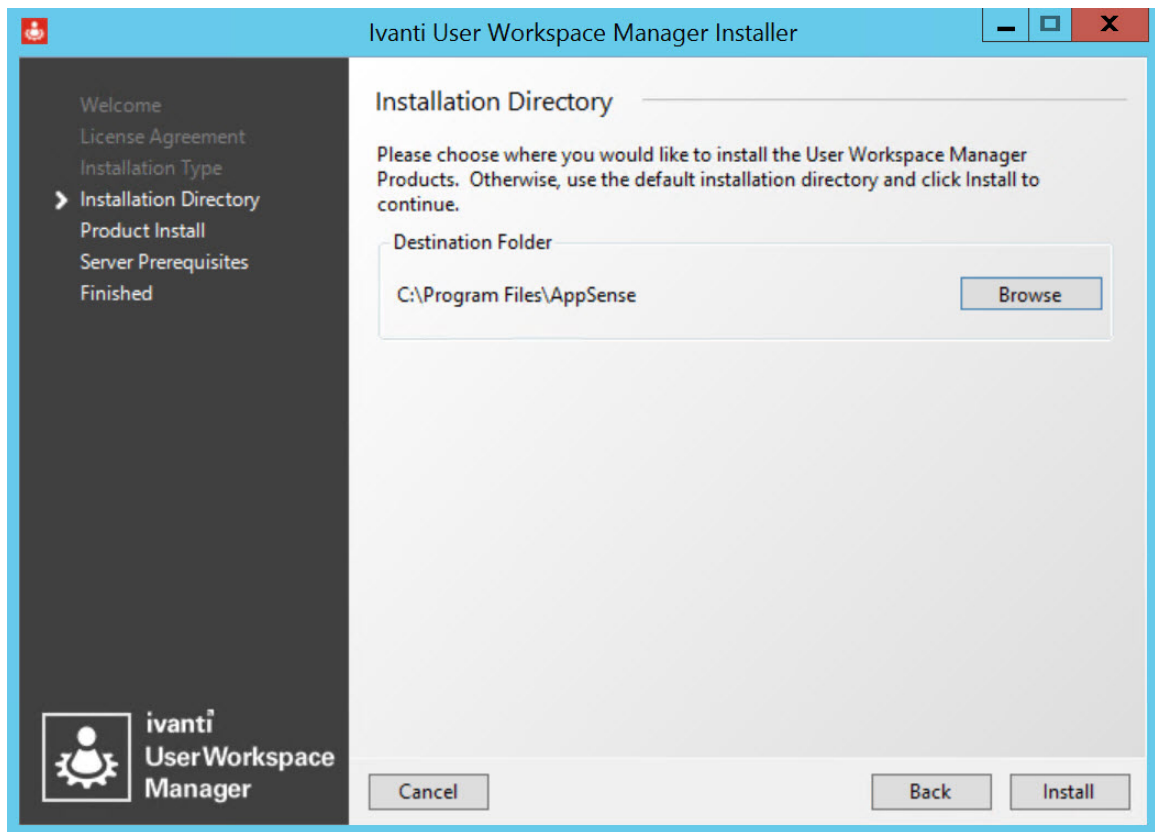 Ivanti User Workspace Manager Installer
Welcome
License Agreement
Installation Type
Installation Directory
Product Install
Server Prerequisites
Finished
Installation Directory
Please choose where you would like to install the User Workspace Manager
Products. Otherwise, use the default installation directory and click Install to
continue.
Destination Folder
C:\Program Files\AppSense
Browse
ivanti
User Workspace
Manager
Cancel
Back
Install